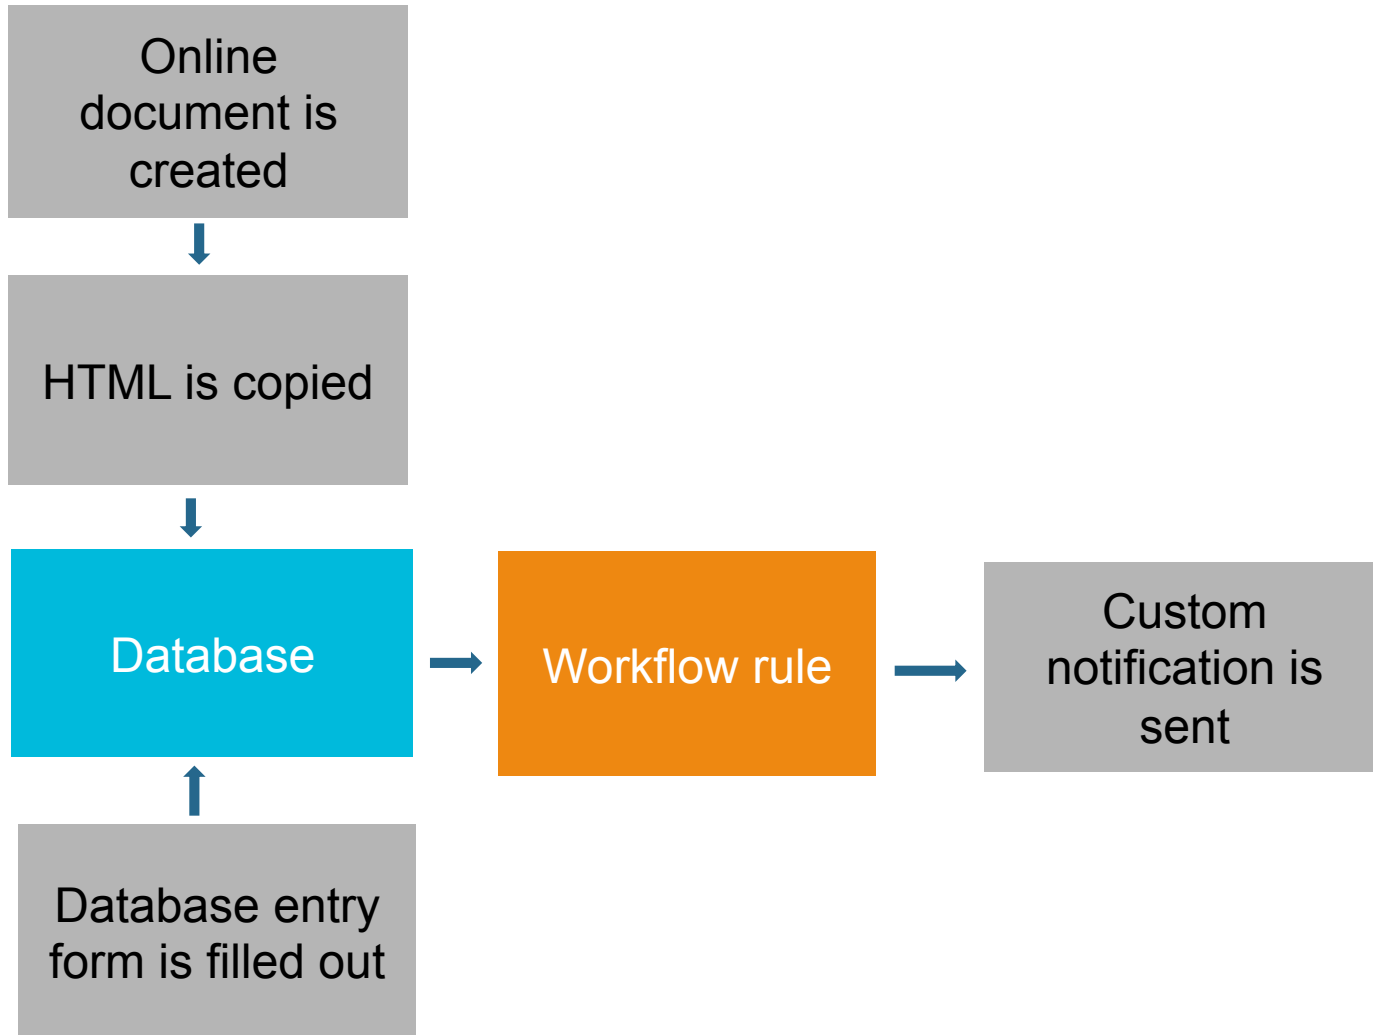 Online
document is
created
HTML is copied
Database
Workflow rule
Custom
notification is
sent
Database entry
form is filled out